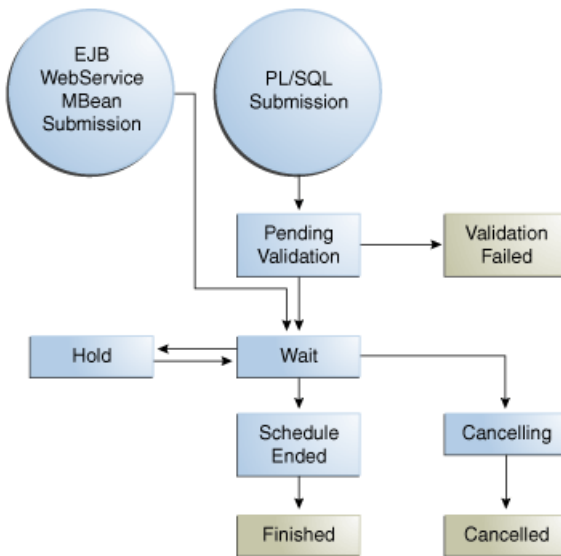 EJB
WebService
MBean
Submission
PL/SQL
Submission
Pending
Validation
Validation
Failed
Hold
Wait
Schedule
Ended
Cancelling
Finished
Cancelled